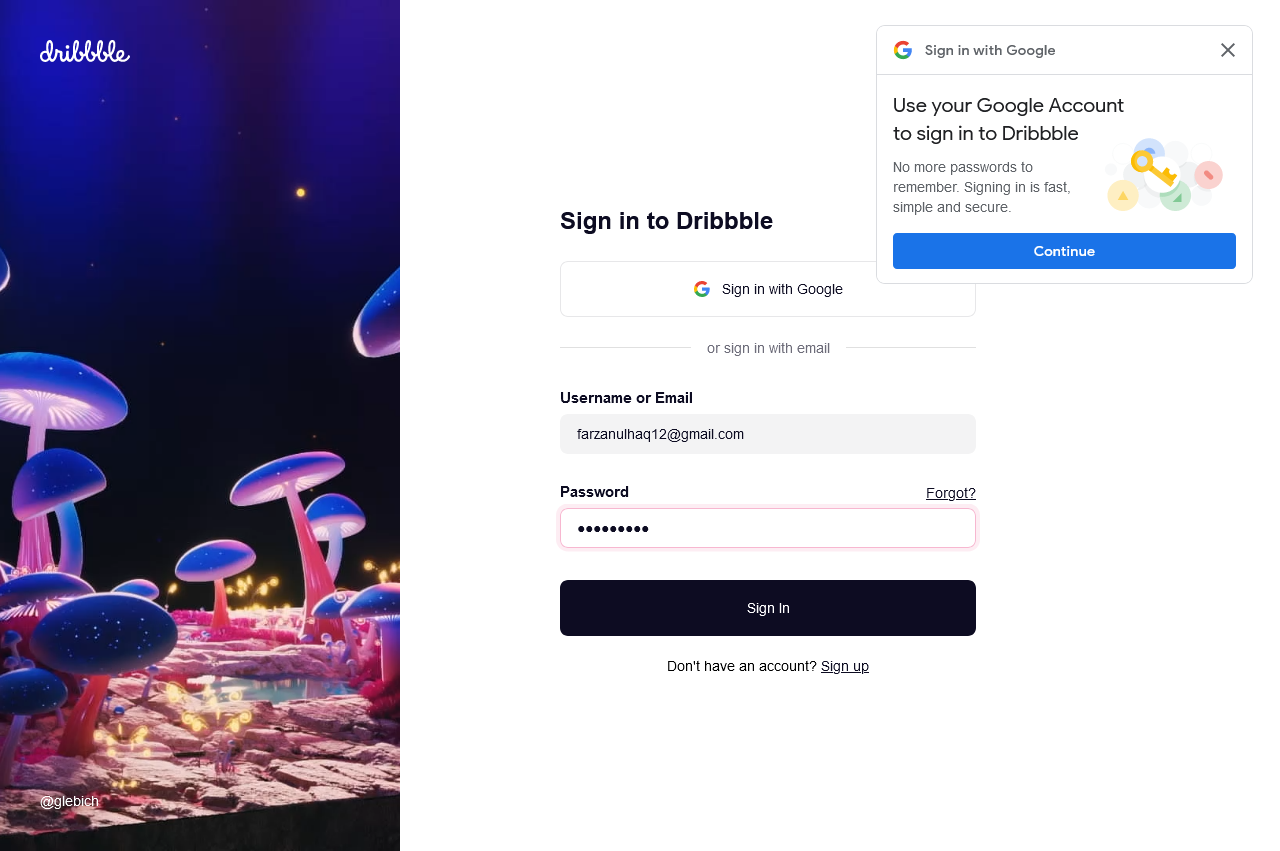 dribbble
@glebich
Sign in with Google
Use your Google Account
to sign in to Dribbble
No more passwords to
remember. Signing in is fast,
simple and secure.
Continue
Sign in to Dribbble
Sign in with Google
or sign in with email
Username or Email
farzanulhaq12@gmail.com
Password
Forgot?
•••••••••
Sign In
Don't have an account? Sign up